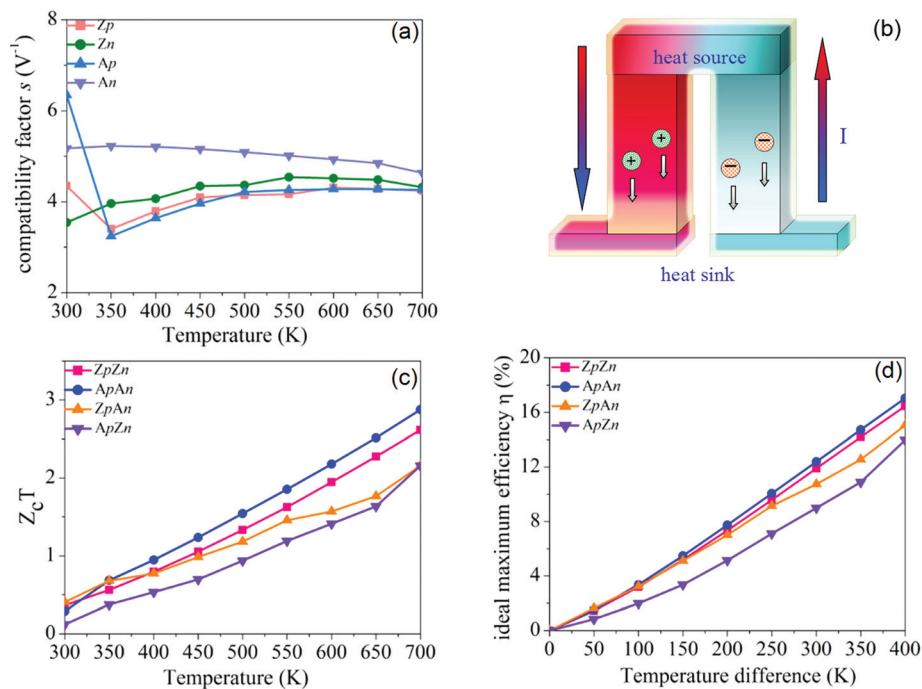 (a)
Zp
Zn
Ap
An
8
6
4
2
compatibility factor s (V⁻¹)
300 350 400 450 500 550 600 650 700
Temperature (K)
(b)
heat source
+
+
−
−
I
heat sink
(c)
ZpZn
ApAn
ZpAn
ApZn
3
2
1
0
Z_cT
300 350 400 450 500 550 600 650 700
Temperature (K)
(d)
ZpZn
ApAn
ZpAn
ApZn
20
16
12
8
4
0
ideal maximum efficiency η (%)
0 50 100 150 200 250 300 350 400
Temperature difference (K)